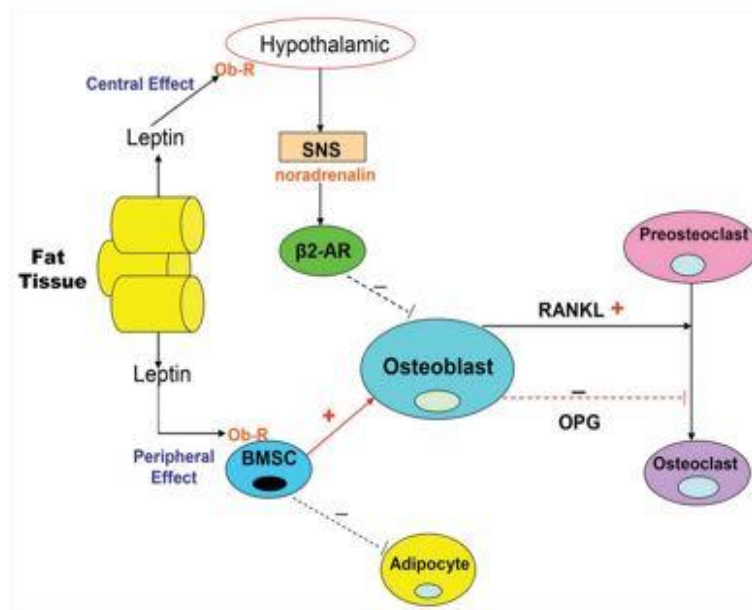 Hypothalamic
Ob-R
Central Effect
Leptin
SNS
noradrenalin
β2-AR
Fat
Tissue
Preosteoclast
RANKL +
Osteoblast
Leptin
OPG
Ob-R
BMSC
Peripheral
Effect
+
Osteoclast
Adipocyte
–
–
–